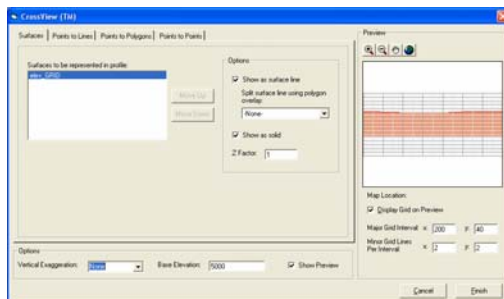 CrossView (TM)
Surfaces | Points to Lines | Points to Polygons | Points to Points
Surfaces to be represented in profile:
elev_GRID
Move Up
Move Down
Options
Show as surface line
Split surface line using polygon overlap:
-None-
Show as solid
Z Factor: 1
Options
Vertical Exaggeration: None
Base Elevation: 5000
Show Preview
Preview
Map Location:
Display Grid on Preview
Major Grid Interval x: 200 y: 40
Minor Grid Lines Per Interval x: 2 y: 2
Cancel
Finish